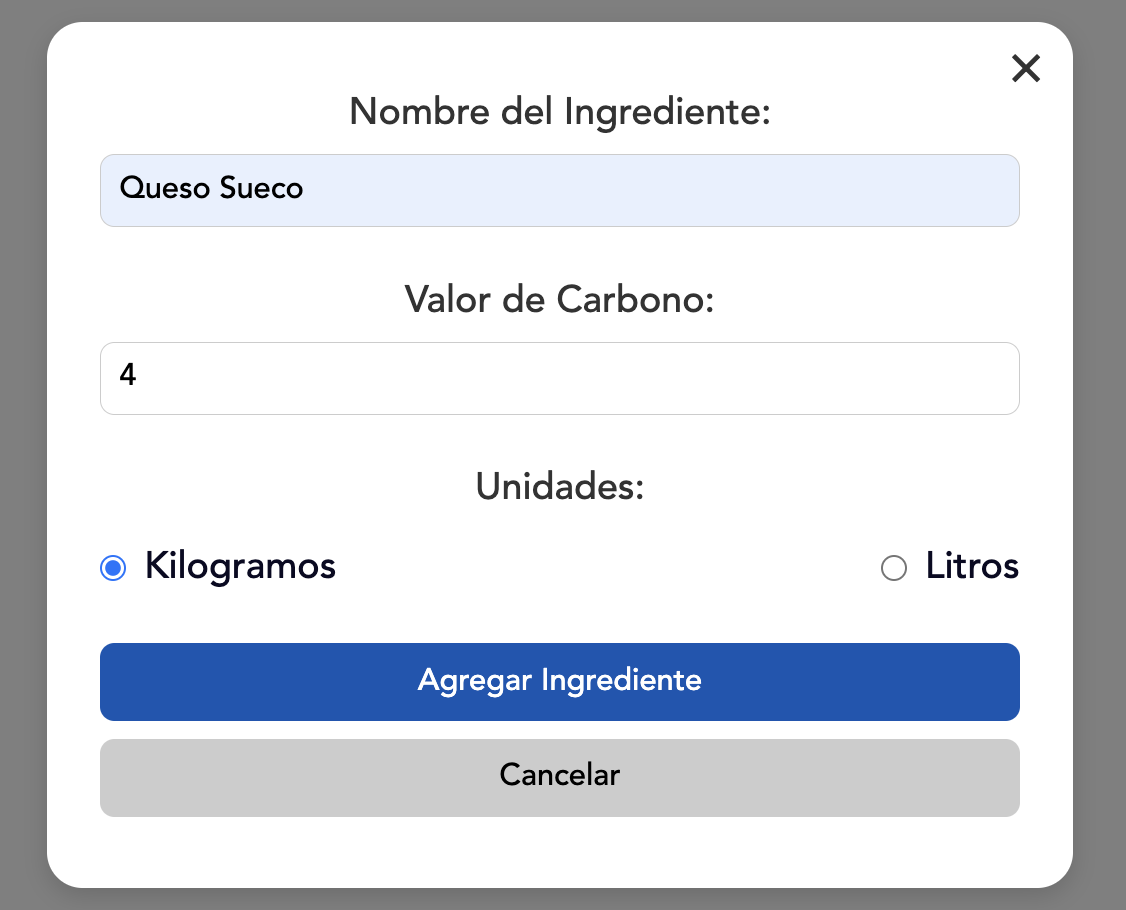 Nombre del Ingrediente:
Queso Sueco
Valor de Carbono:
4
Unidades:
Kilogramos
Litros
Agregar Ingrediente
Cancelar